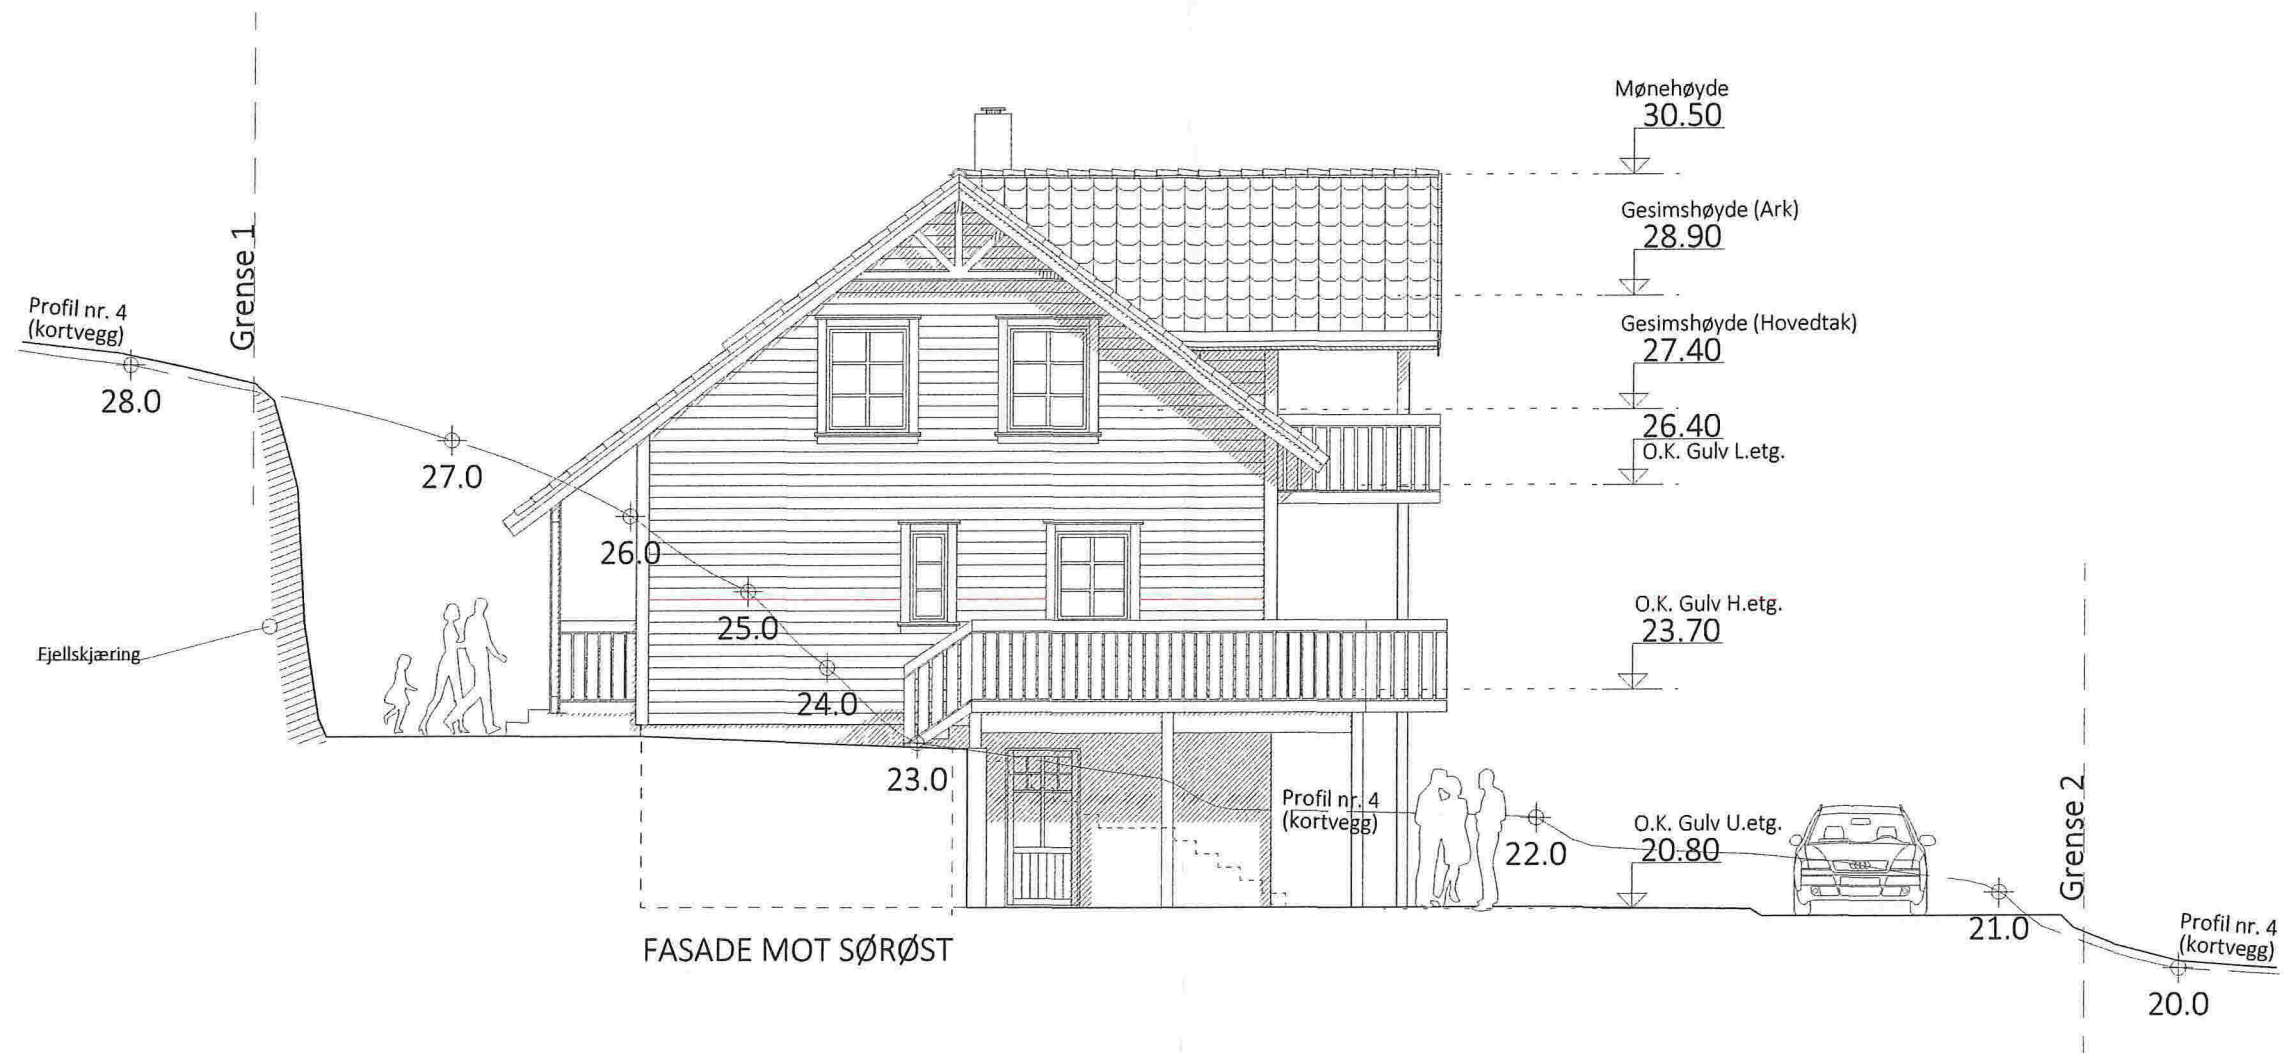 Mønehøyde
30.50
Gesimshøyde (Ark)
28.90
Gesimshøyde (Hovedtak)
27.40
26.40
O.K. Gulv L.etg.
O.K. Gulv H.etg.
23.70
O.K. Gulv U.etg.
20.80
Grense 1
Profil nr. 4
(kortvegg)
28.0
27.0
26.0
25.0
24.0
23.0
Fjellskjæring
Profil nr. 4
(kortvegg)
22.0
21.0
Grense 2
Profil nr. 4
(kortvegg)
20.0
FASADE MOT SØRØST